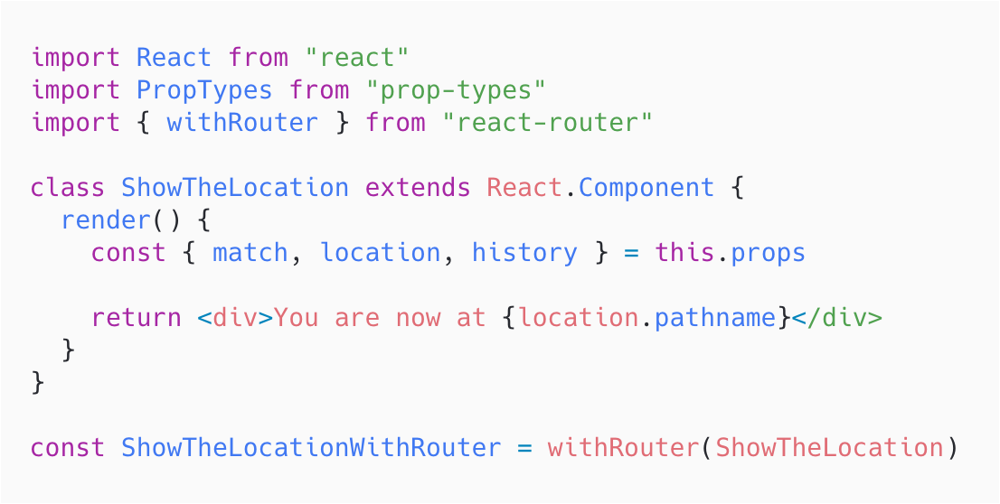 import React from "react"
import PropTypes from "prop-types"
import { withRouter } from "react-router"

class ShowTheLocation extends React.Component {
  render() {
    const { match, location, history } = this.props

    return <div>You are now at {location.pathname}</div>
  }
}

const ShowTheLocationWithRouter = withRouter(ShowTheLocation)